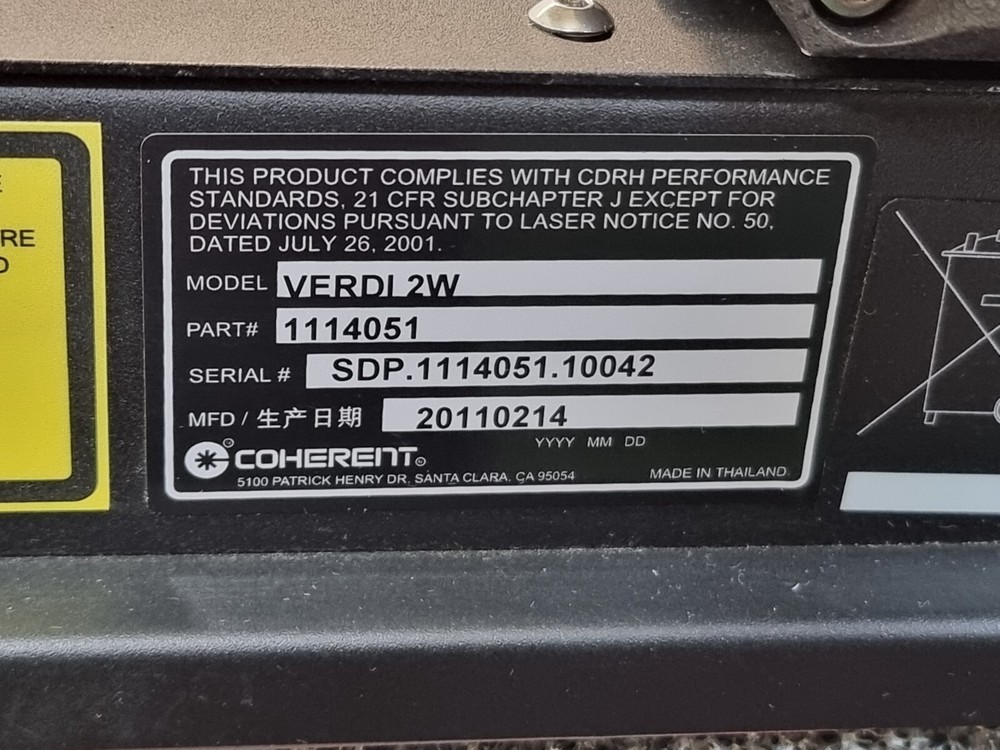 THIS PRODUCT COMPLIES WITH CDRH PERFORMANCE
STANDARDS, 21 CFR SUBCHAPTER J EXCEPT FOR
DEVIATIONS PURSUANT TO LASER NOTICE NO. 50,
DATED JULY 26, 2001.
MODEL VERDI 2W
PART# 1114051
SERIAL # SDP.1114051.10042
MFD / 生产日期 20110214
YYYY MM DD
COHERENT®
5100 PATRICK HENRY DR. SANTA CLARA. CA 95054
MADE IN THAILAND